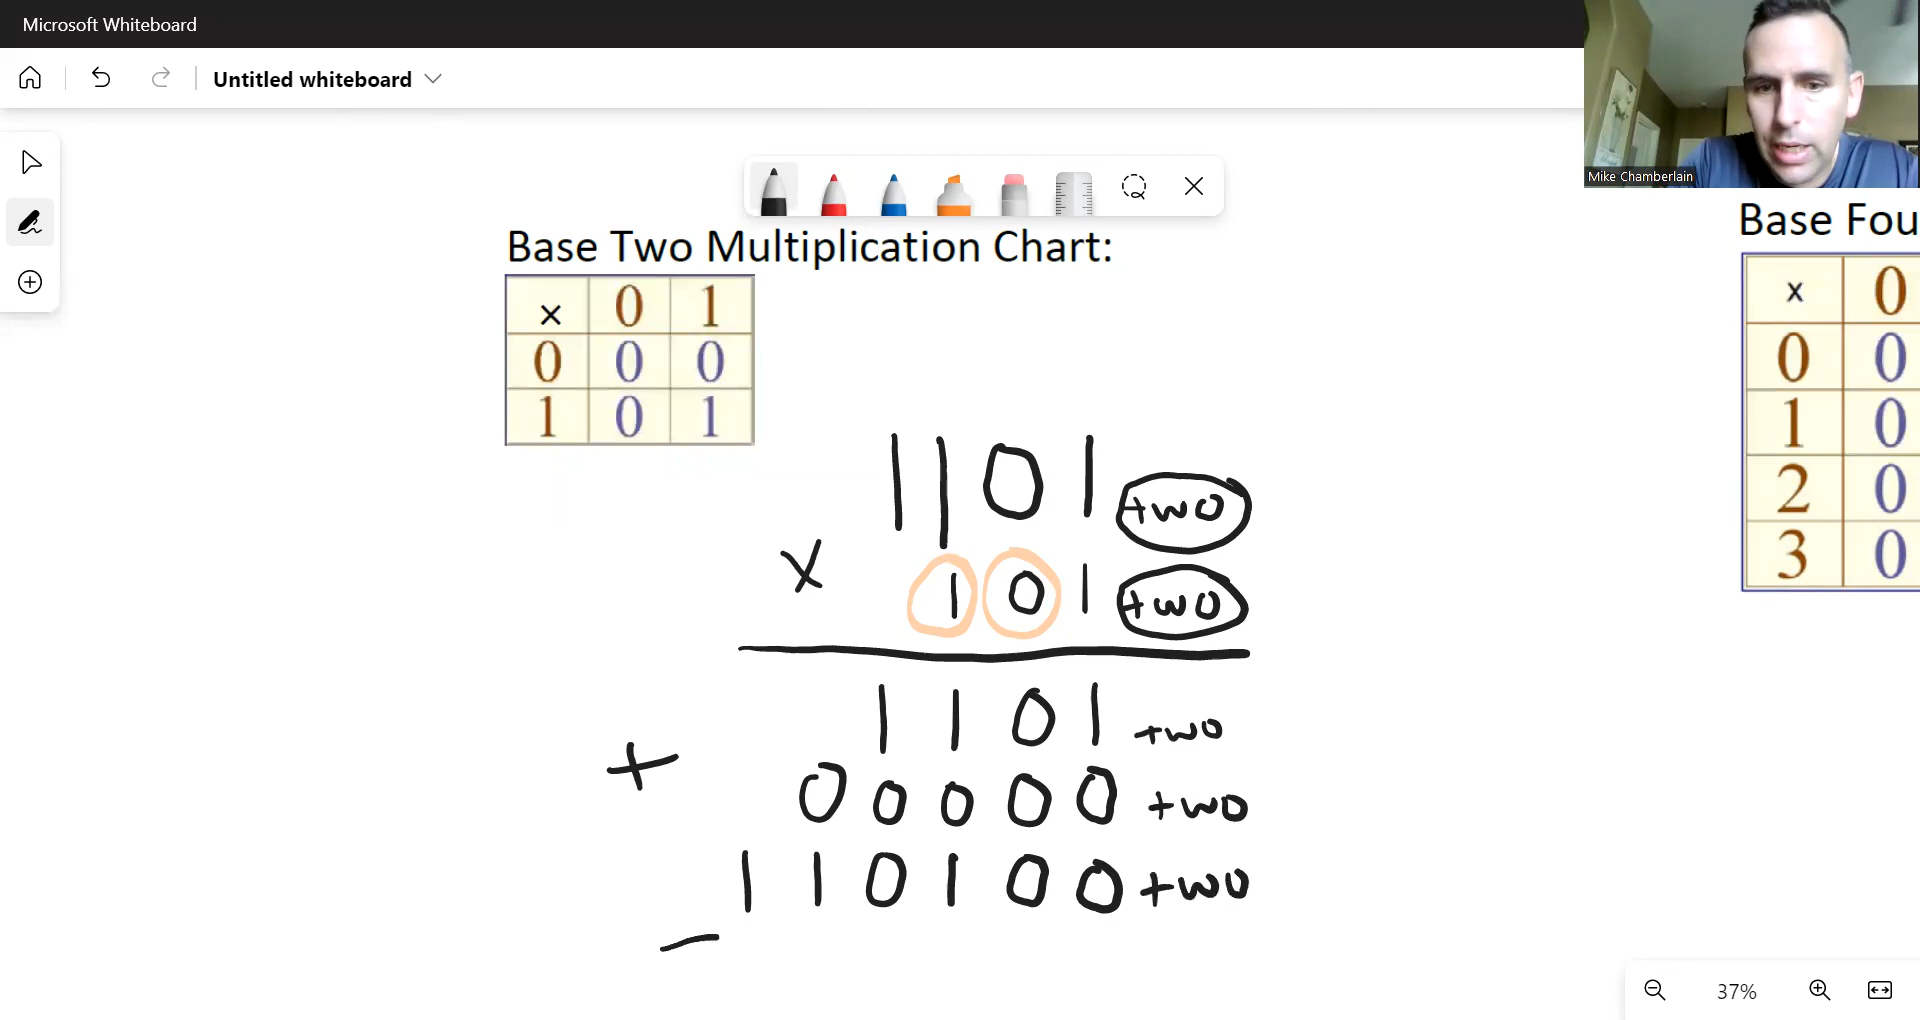 Microsoft Whiteboard
Untitled whiteboard
Mike Chamberlain
Base Two Multiplication Chart:
× 0 1
0 0 0
1 0 1
Base Fou
x 0
0 0
1 0
2 0
3 0
1101 two
x 101 two
1101 two
+ 00000 two
110100 two
37%